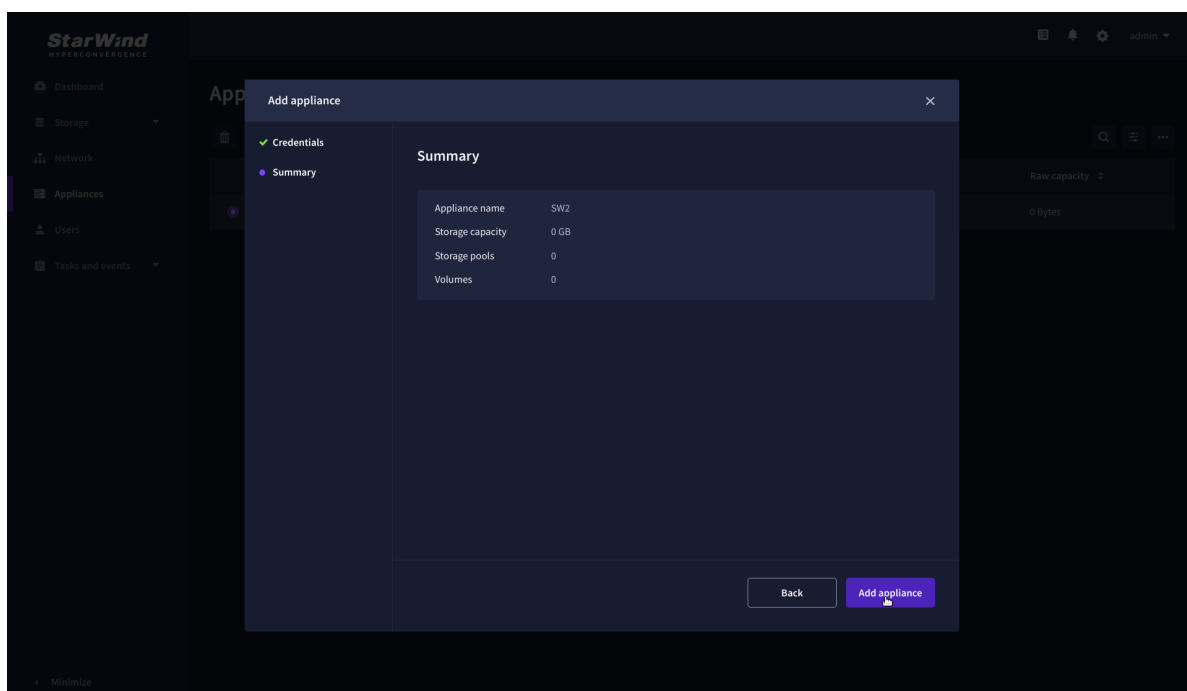 StarWind
HYPERCONVERGENCE
admin
Dashboard
Storage
Network
Appliances
Users
Tasks and events
Minimize
App
Raw capacity
0 Bytes
Add appliance
Credentials
Summary
Summary
Appliance name SW2
Storage capacity 0 GB
Storage pools 0
Volumes 0
Back
Add appliance